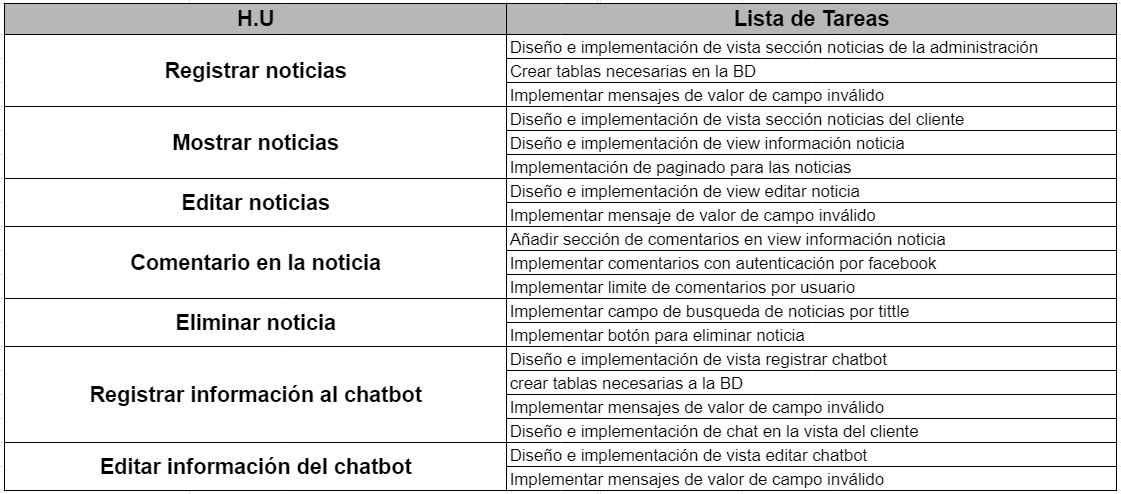 H.U
Lista de Tareas
Registrar noticias
Diseño e implementación de vista sección noticias de la administración
Crear tablas necesarias en la BD
Implementar mensajes de valor de campo inválido
Mostrar noticias
Diseño e implementación de vista sección noticias del cliente
Diseño e implementación de view información noticia
Implementación de paginado para las noticias
Editar noticias
Diseño e implementación de view editar noticia
Implementar mensaje de valor de campo inválido
Comentario en la noticia
Añadir sección de comentarios en view información noticia
Implementar comentarios con autenticación por facebook
Implementar limite de comentarios por usuario
Eliminar noticia
Implementar campo de busqueda de noticias por tittle
Implementar botón para eliminar noticia
Registrar información al chatbot
Diseño e implementación de vista registrar chatbot
crear tablas necesarias a la BD
Implementar mensajes de valor de campo inválido
Diseño e implementación de chat en la vista del cliente
Editar información del chatbot
Diseño e implementación de vista editar chatbot
Implementar mensajes de valor de campo inválido